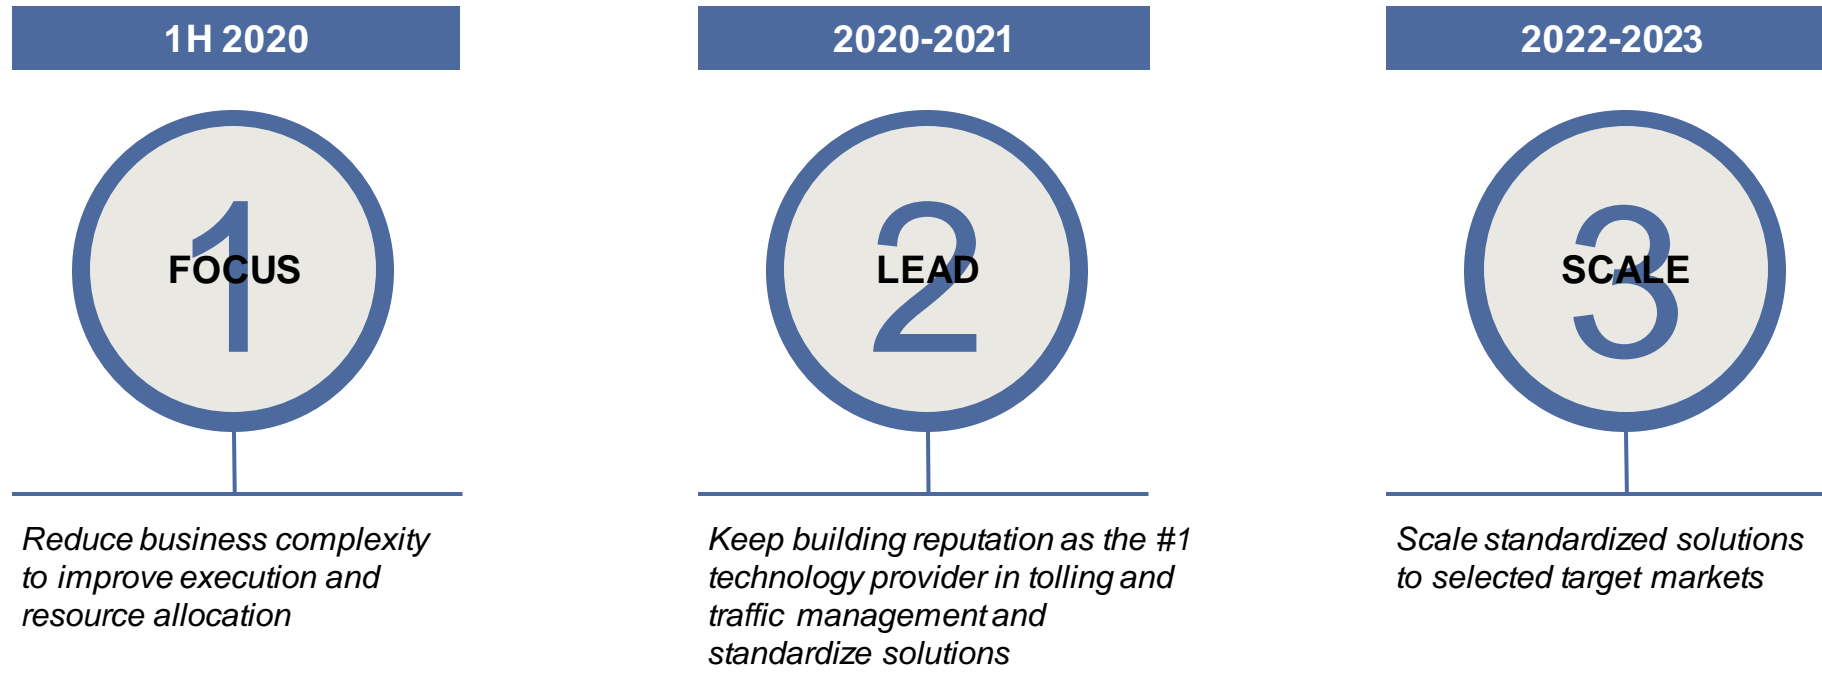 1H 2020
1
FOCUS
Reduce business complexity
to improve execution and
resource allocation
2020-2021
2
LEAD
Keep building reputation as the #1
technology provider in tolling and
traffic management and
standardize solutions
2022-2023
3
SCALE
Scale standardized solutions
to selected target markets